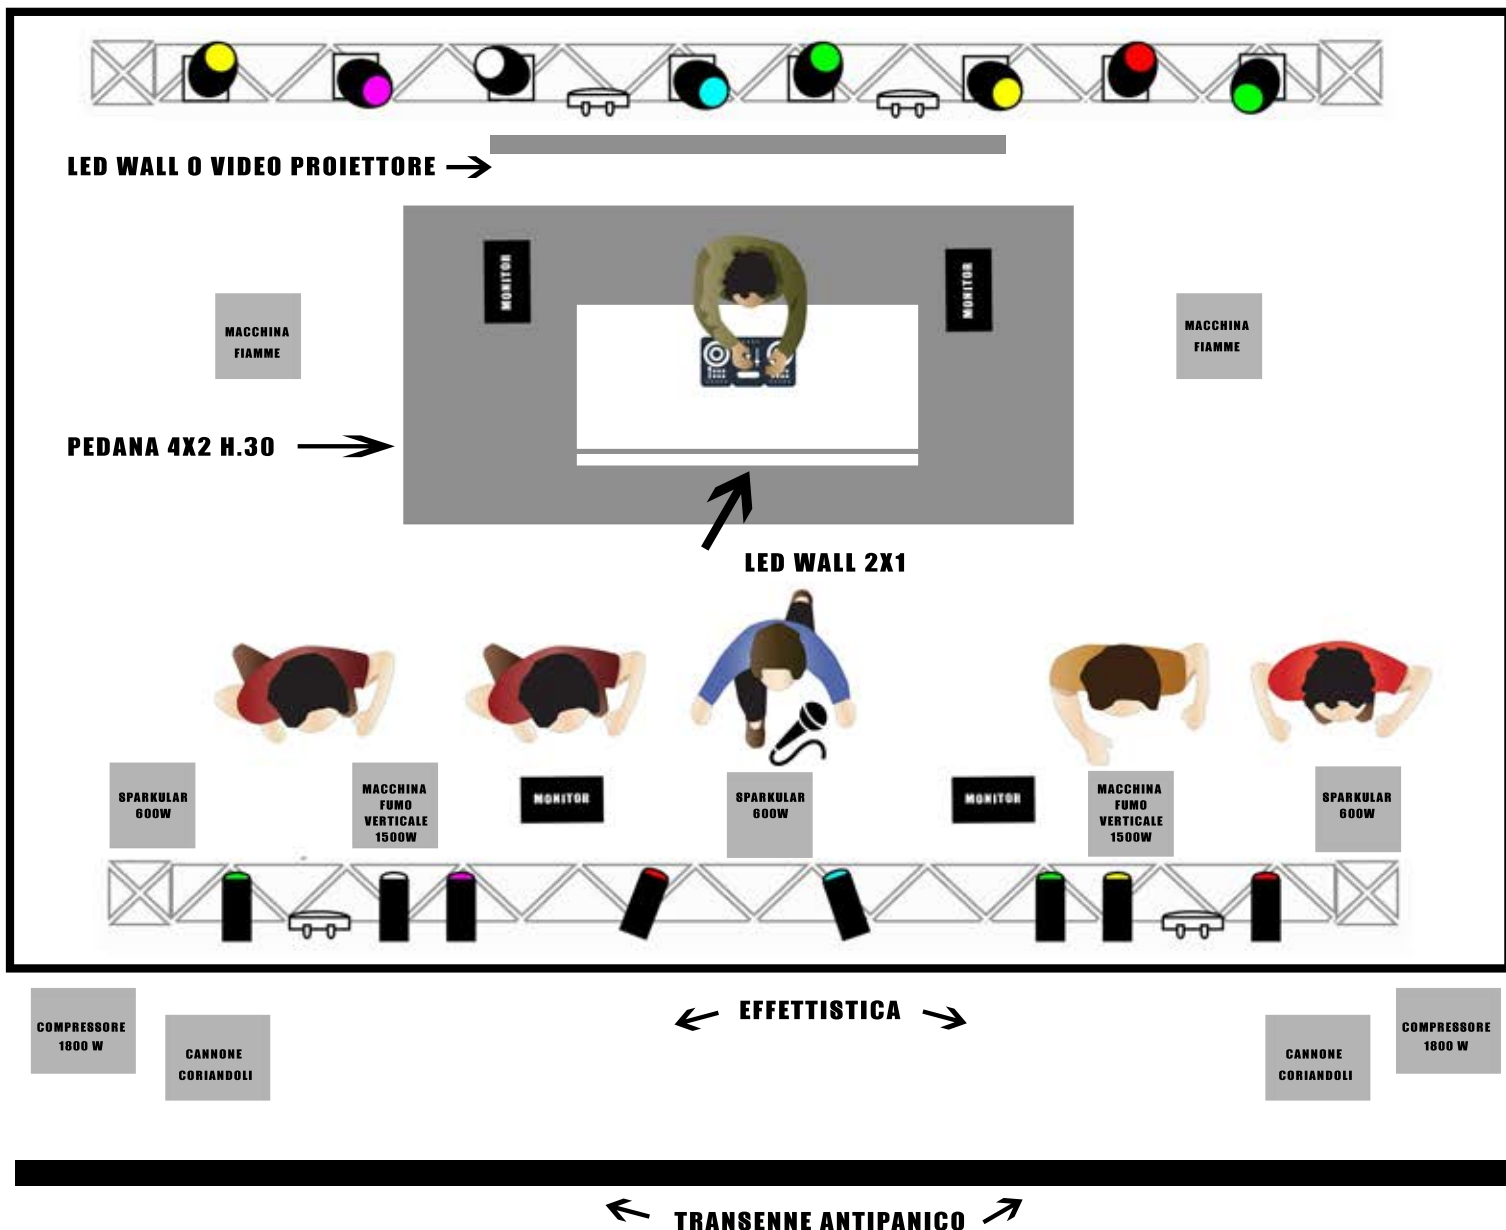 LED WALL O VIDEO PROIETTORE
MONITOR
MONITOR
MACCHINA
FIAMME
MACCHINA
FIAMME
PEDANA 4X2 H.30
LED WALL 2X1
SPARKULAR
600W
MACCHINA
FUMO
VERTICALE
1500W
MONITOR
SPARKULAR
600W
MONITOR
MACCHINA
FUMO
VERTICALE
1500W
SPARKULAR
600W
EFFETTISTICA
COMPRESSORE
1800 W
CANNONE
CORIANDOLI
CANNONE
CORIANDOLI
COMPRESSORE
1800 W
TRANSENNE ANTIPANICO